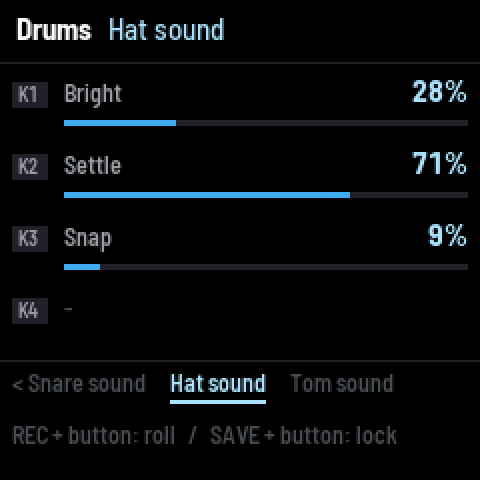 Drums Hat sound
K1 Bright 28%
K2 Settle 71%
K3 Snap 9%
K4 -
< Snare sound Hat sound Tom sound
REC + button: roll / SAVE + button: lock